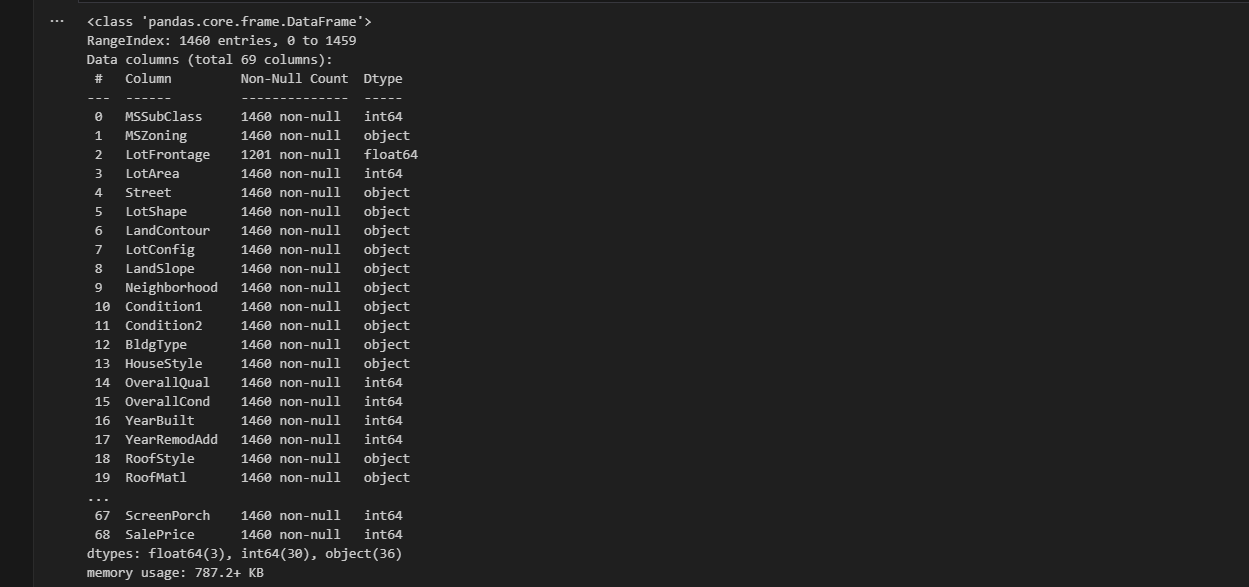 ...
<class 'pandas.core.frame.DataFrame'>
RangeIndex: 1460 entries, 0 to 1459
Data columns (total 69 columns):
 #   Column         Non-Null Count  Dtype
---  ------         --------------  -----
 0   MSSubClass     1460 non-null   int64
 1   MSZoning       1460 non-null   object
 2   LotFrontage    1201 non-null   float64
 3   LotArea        1460 non-null   int64
 4   Street         1460 non-null   object
 5   LotShape       1460 non-null   object
 6   LandContour    1460 non-null   object
 7   LotConfig      1460 non-null   object
 8   LandSlope      1460 non-null   object
 9   Neighborhood   1460 non-null   object
 10  Condition1     1460 non-null   object
 11  Condition2     1460 non-null   object
 12  BldgType       1460 non-null   object
 13  HouseStyle     1460 non-null   object
 14  OverallQual    1460 non-null   int64
 15  OverallCond    1460 non-null   int64
 16  YearBuilt      1460 non-null   int64
 17  YearRemodAdd   1460 non-null   int64
 18  RoofStyle      1460 non-null   object
 19  RoofMatl       1460 non-null   object
...
 67  ScreenPorch    1460 non-null   int64
 68  SalePrice      1460 non-null   int64
dtypes: float64(3), int64(30), object(36)
memory usage: 787.2+ KB